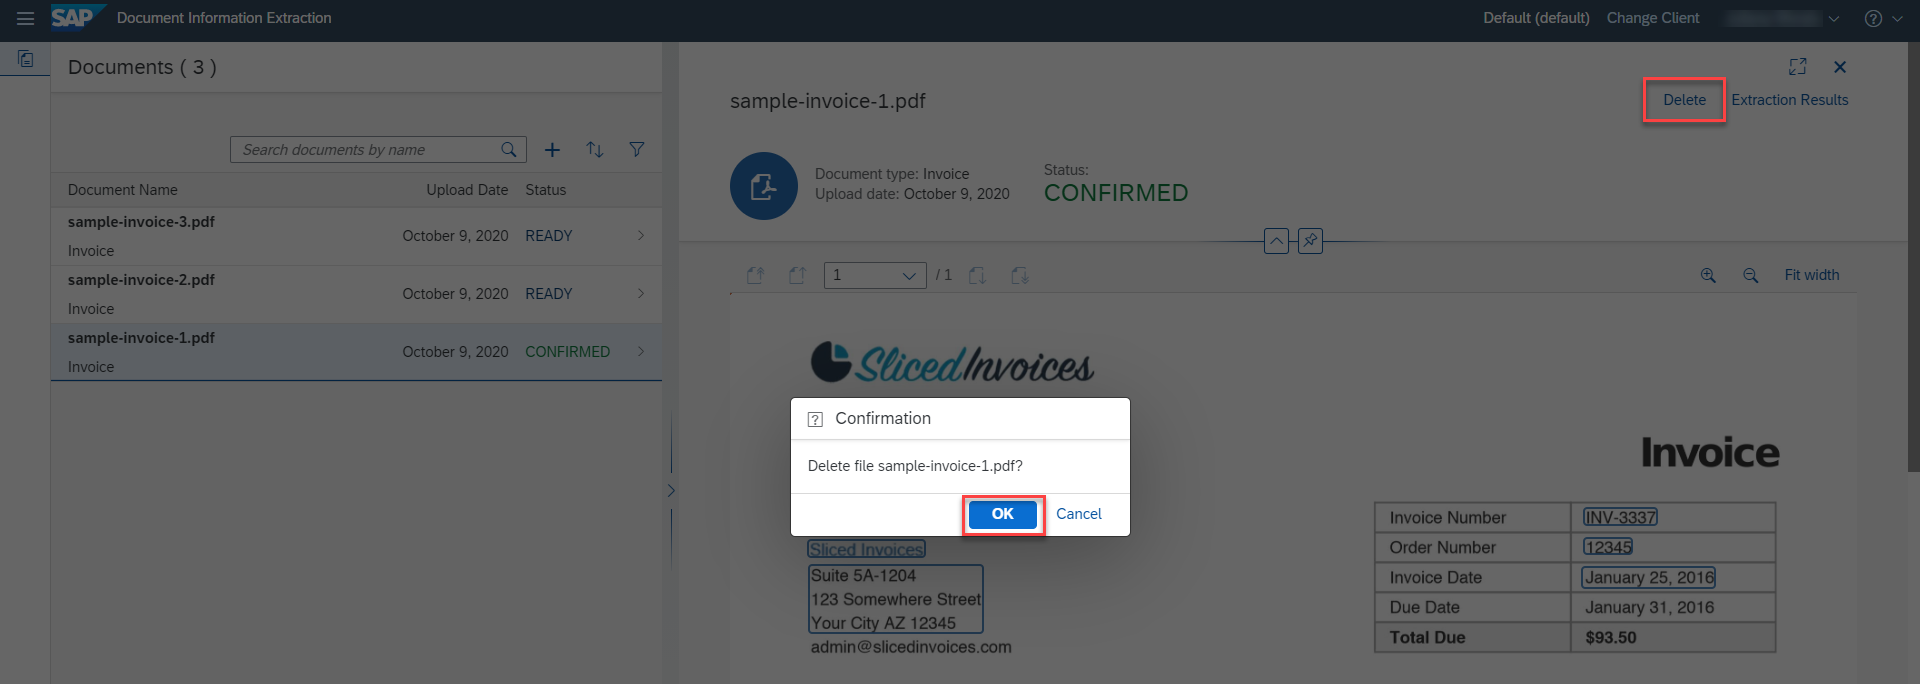 SAP Document Information Extraction
Default (default) Change Client
Documents ( 3 )
Search documents by name
Document Name Upload Date Status
sample-invoice-3.pdf
October 9, 2020 READY
Invoice
sample-invoice-2.pdf
October 9, 2020 READY
Invoice
sample-invoice-1.pdf
October 9, 2020 CONFIRMED
Invoice
sample-invoice-1.pdf
Delete Extraction Results
Document type: Invoice
Upload date: October 9, 2020
Status:
CONFIRMED
1 / 1
Fit width
SlicedInvoices
Confirmation
Delete file sample-invoice-1.pdf?
OK Cancel
Sliced Invoices
Suite 5A-1204
123 Somewhere Street
Your City AZ 12345
admin@slicedinvoices.com
Invoice
Invoice Number INV-3337
Order Number 12345
Invoice Date January 25, 2016
Due Date January 31, 2016
Total Due $93.50